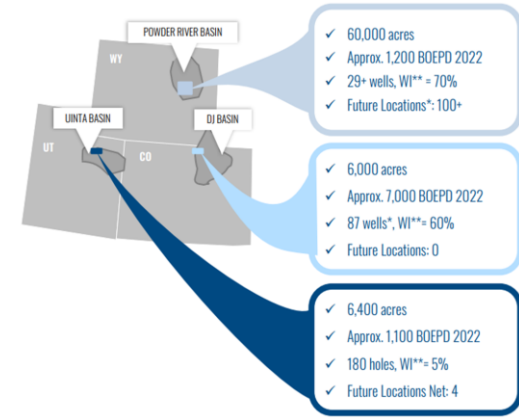 POWDER RIVER BASIN
WY
UINTA BASIN
DJ BASIN
UT
CO
✓ 60,000 acres
✓ Approx. 1,200 BOEPD 2022
✓ 29+ wells, WI** = 70%
✓ Future Locations*: 100+
✓ 6,000 acres
✓ Approx. 7,000 BOEPD 2022
✓ 87 wells*, WI**= 60%
✓ Future Locations: 0
✓ 6,400 acres
✓ Approx. 1,100 BOEPD 2022
✓ 180 holes, WI**= 5%
✓ Future Locations Net: 4